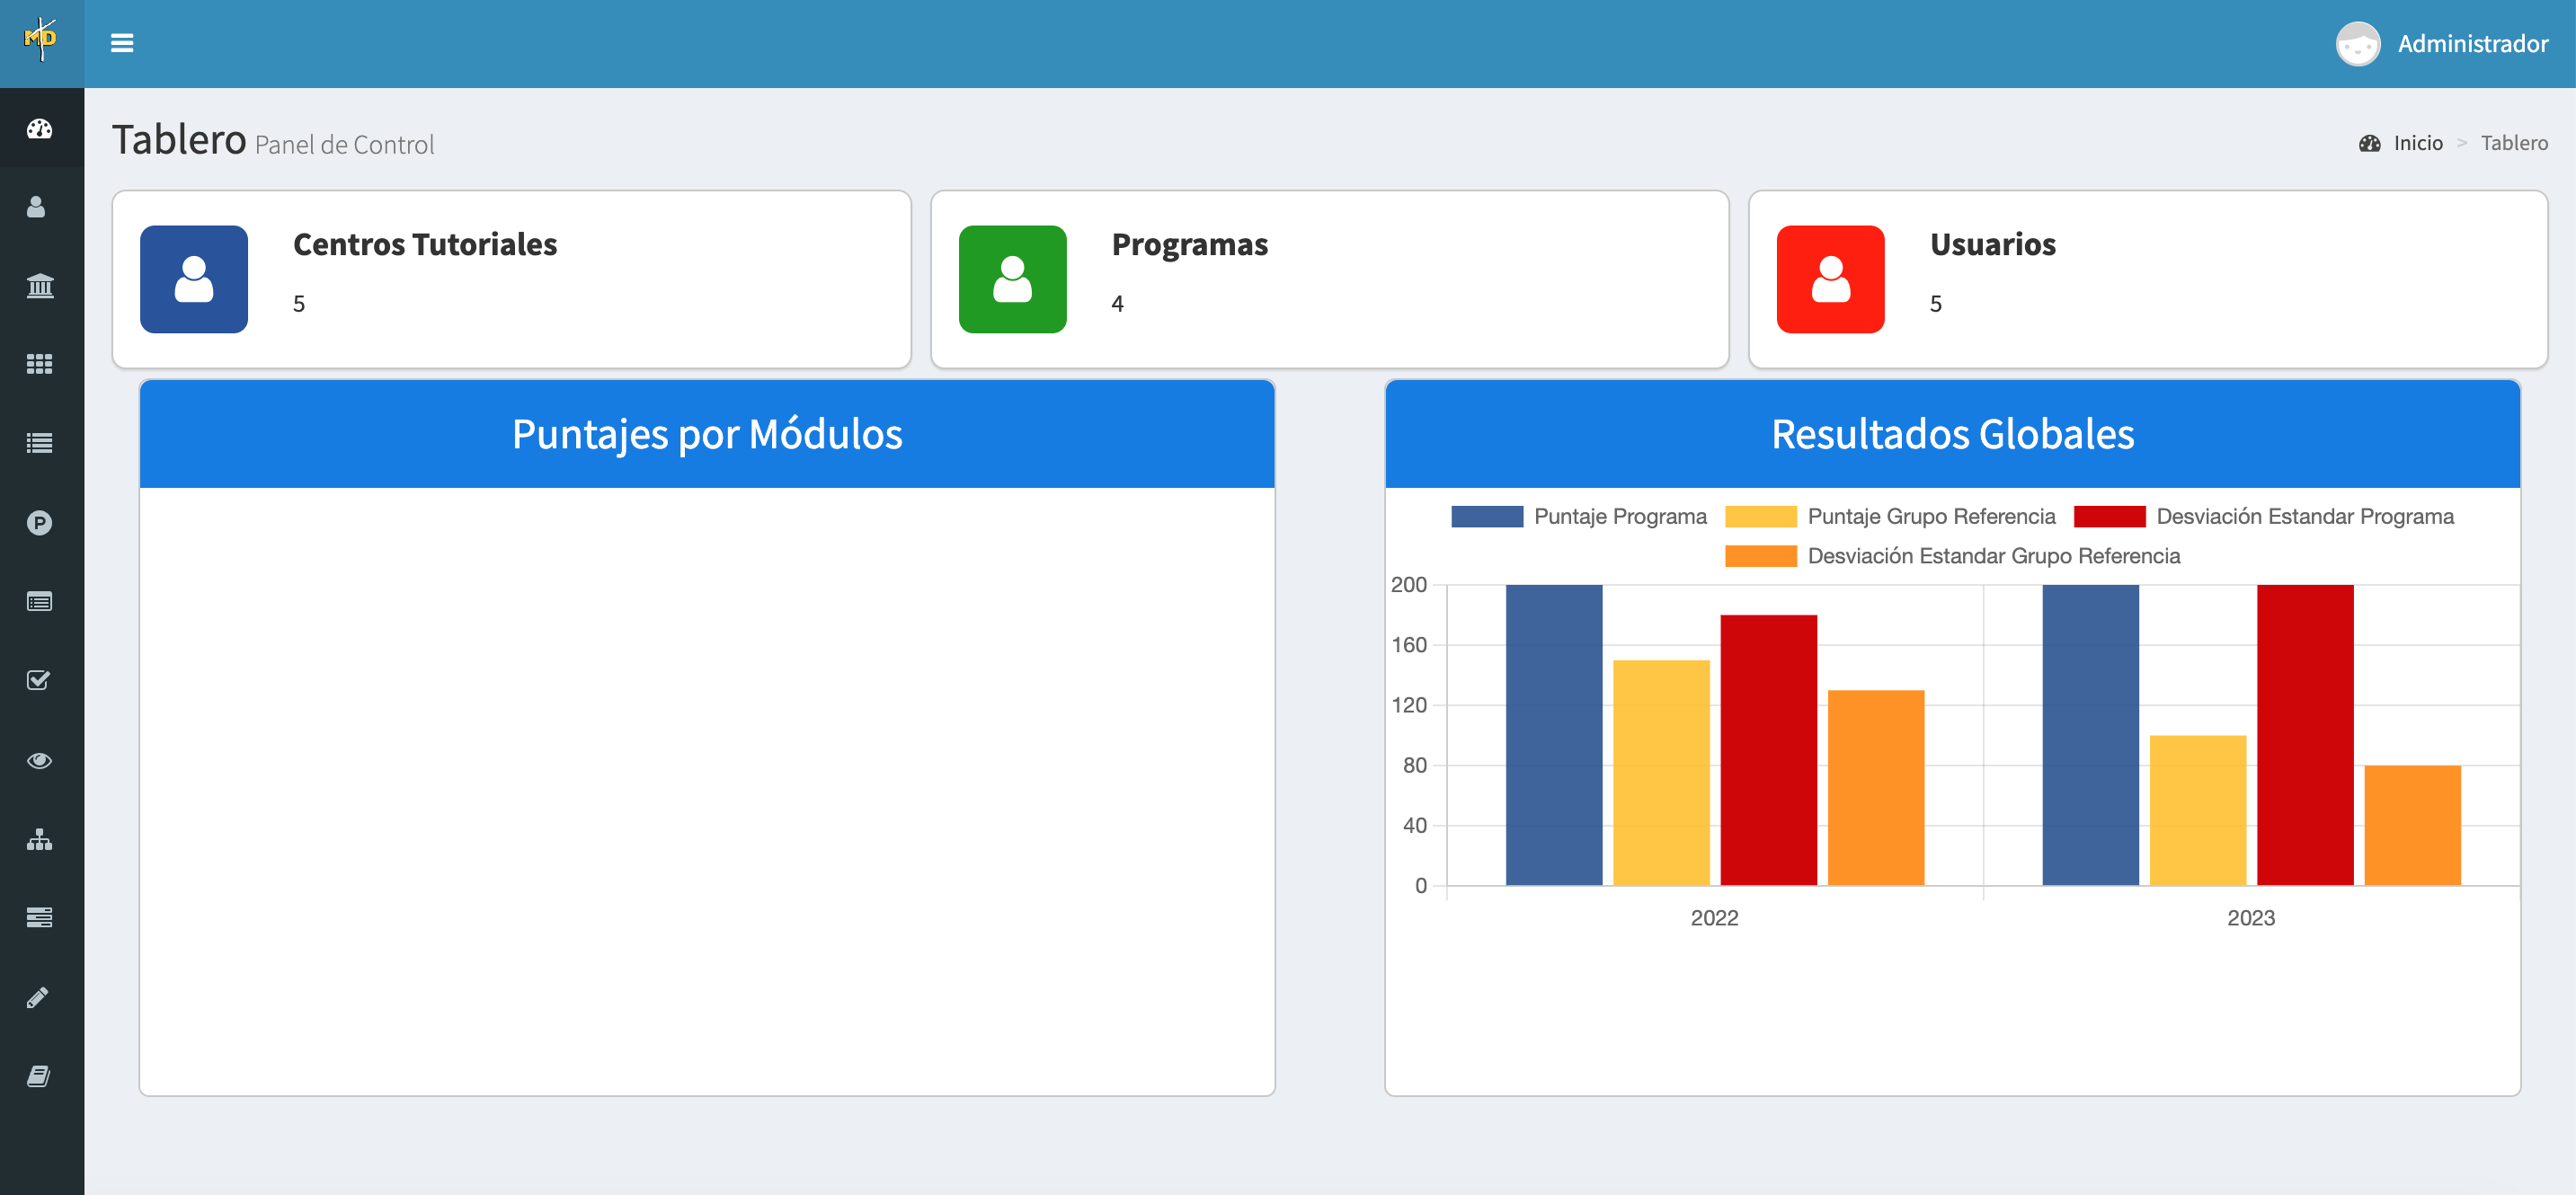 MD
Administrador
Tablero Panel de Control
Inicio > Tablero
Centros Tutoriales
5
Programas
4
Usuarios
5
P
Puntajes por Módulos
Resultados Globales
Puntaje Programa Puntaje Grupo Referencia Desviación Estandar Programa
Desviación Estandar Grupo Referencia
200
160
120
80
40
0
2022 2023